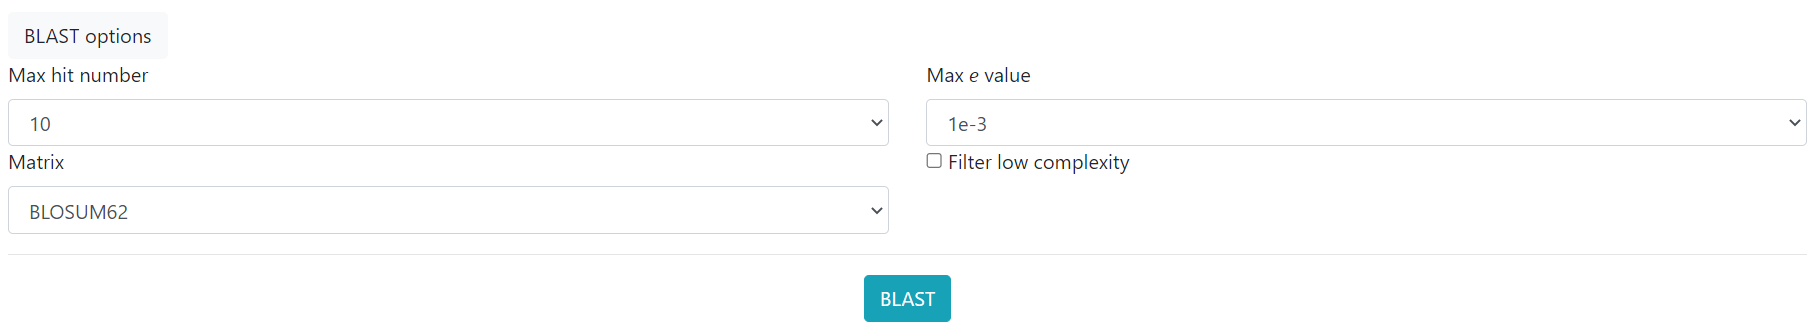 BLAST options
Max hit number
10
Max e value
1e-3
Matrix
BLOSUM62
Filter low complexity
BLAST